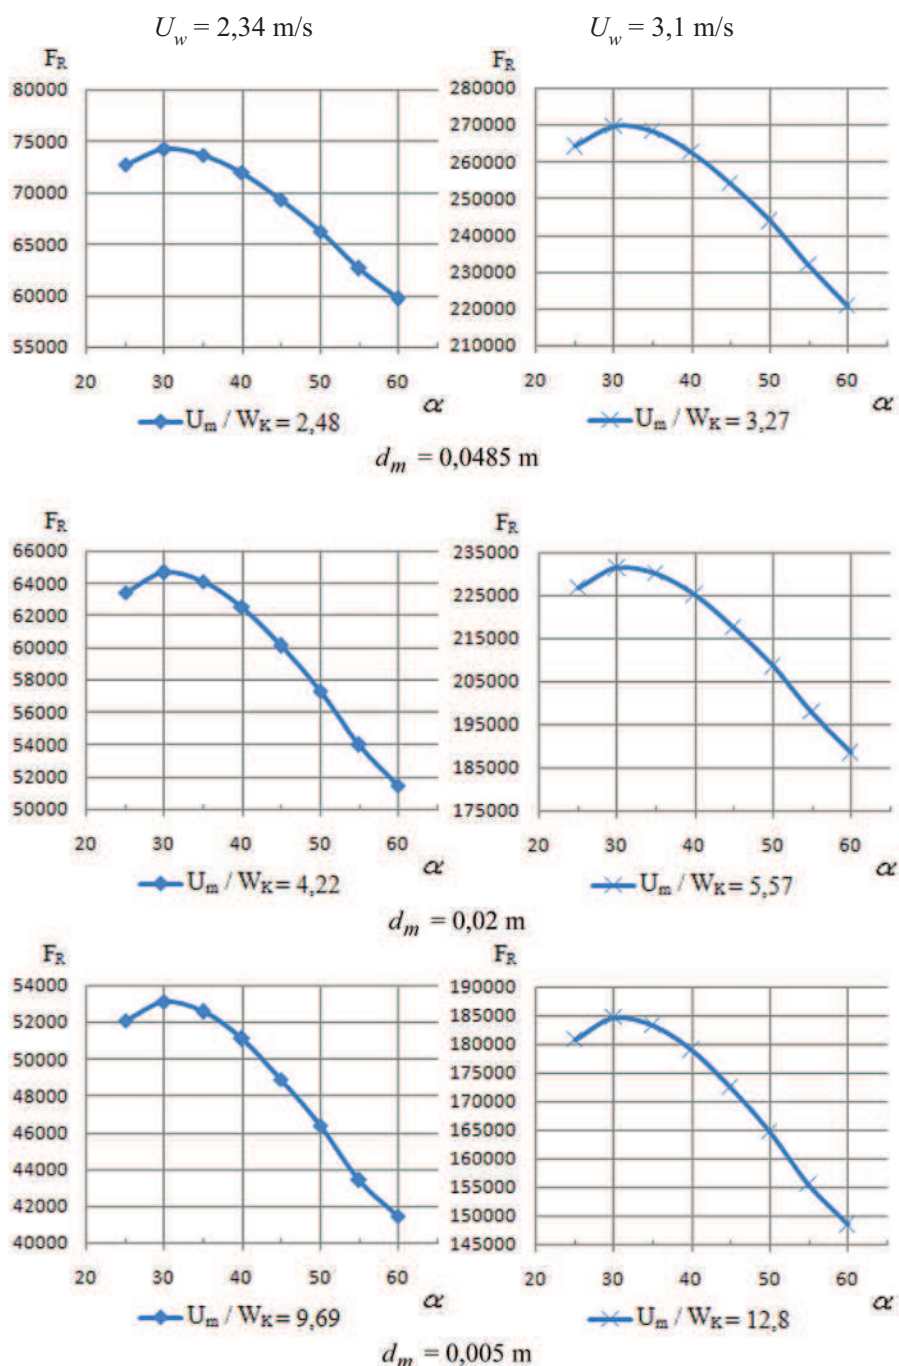 U_w = 2,34 m/s
U_w = 3,1 m/s
F_R
80000
75000
70000
65000
60000
55000
20 30 40 50 60
α
U_m / W_K = 2,48
F_R
280000
270000
260000
250000
240000
230000
220000
210000
20 30 40 50 60
α
U_m / W_K = 3,27
d_m = 0,0485 m
F_R
66000
64000
62000
60000
58000
56000
54000
52000
50000
20 30 40 50 60
α
U_m / W_K = 4,22
F_R
235000
225000
215000
205000
195000
185000
175000
20 30 40 50 60
α
U_m / W_K = 5,57
d_m = 0,02 m
F_R
54000
52000
50000
48000
46000
44000
42000
40000
20 30 40 50 60
α
U_m / W_K = 9,69
F_R
190000
185000
180000
175000
170000
165000
160000
155000
150000
145000
20 30 40 50 60
α
U_m / W_K = 12,8
d_m = 0,005 m